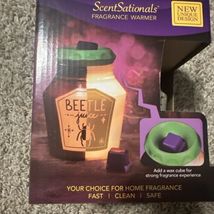 ScentSationals®
FRAGRANCE WARMER
NEW
UNIQUE
DESIGN
BEETLE
juice
Add a wax cube for
strong fragrance experience
YOUR CHOICE FOR HOME FRAGRANCE
FAST | CLEAN | SAFE